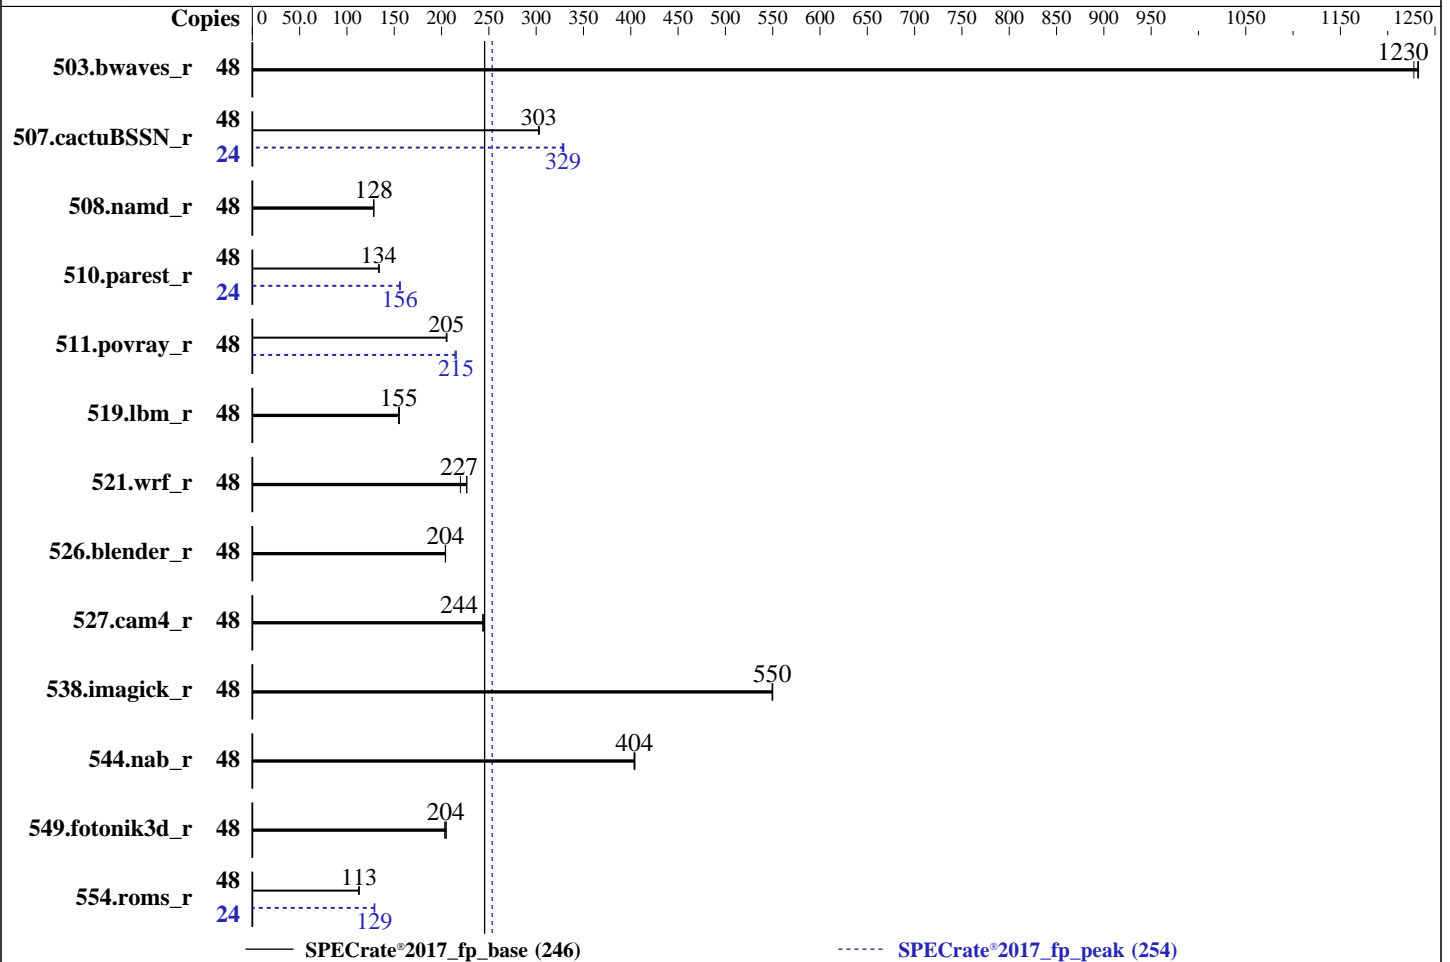 Copies 0 50.0 100 150 200 250 300 350 400 450 500 550 600 650 700 750 800 850 900 950 1050 1150 1250
503.bwaves_r 48 1230
507.cactuBSSN_r 48 303
24 329
508.namd_r 48 128
510.parest_r 48 134
24 156
511.povray_r 48 205
215
519.lbm_r 48 155
521.wrf_r 48 227
526.blender_r 48 204
527.cam4_r 48 244
538.imagick_r 48 550
544.nab_r 48 404
549.fotonik3d_r 48 204
554.roms_r 48 113
24 129
SPECrate®2017_fp_base (246) SPECrate®2017_fp_peak (254)